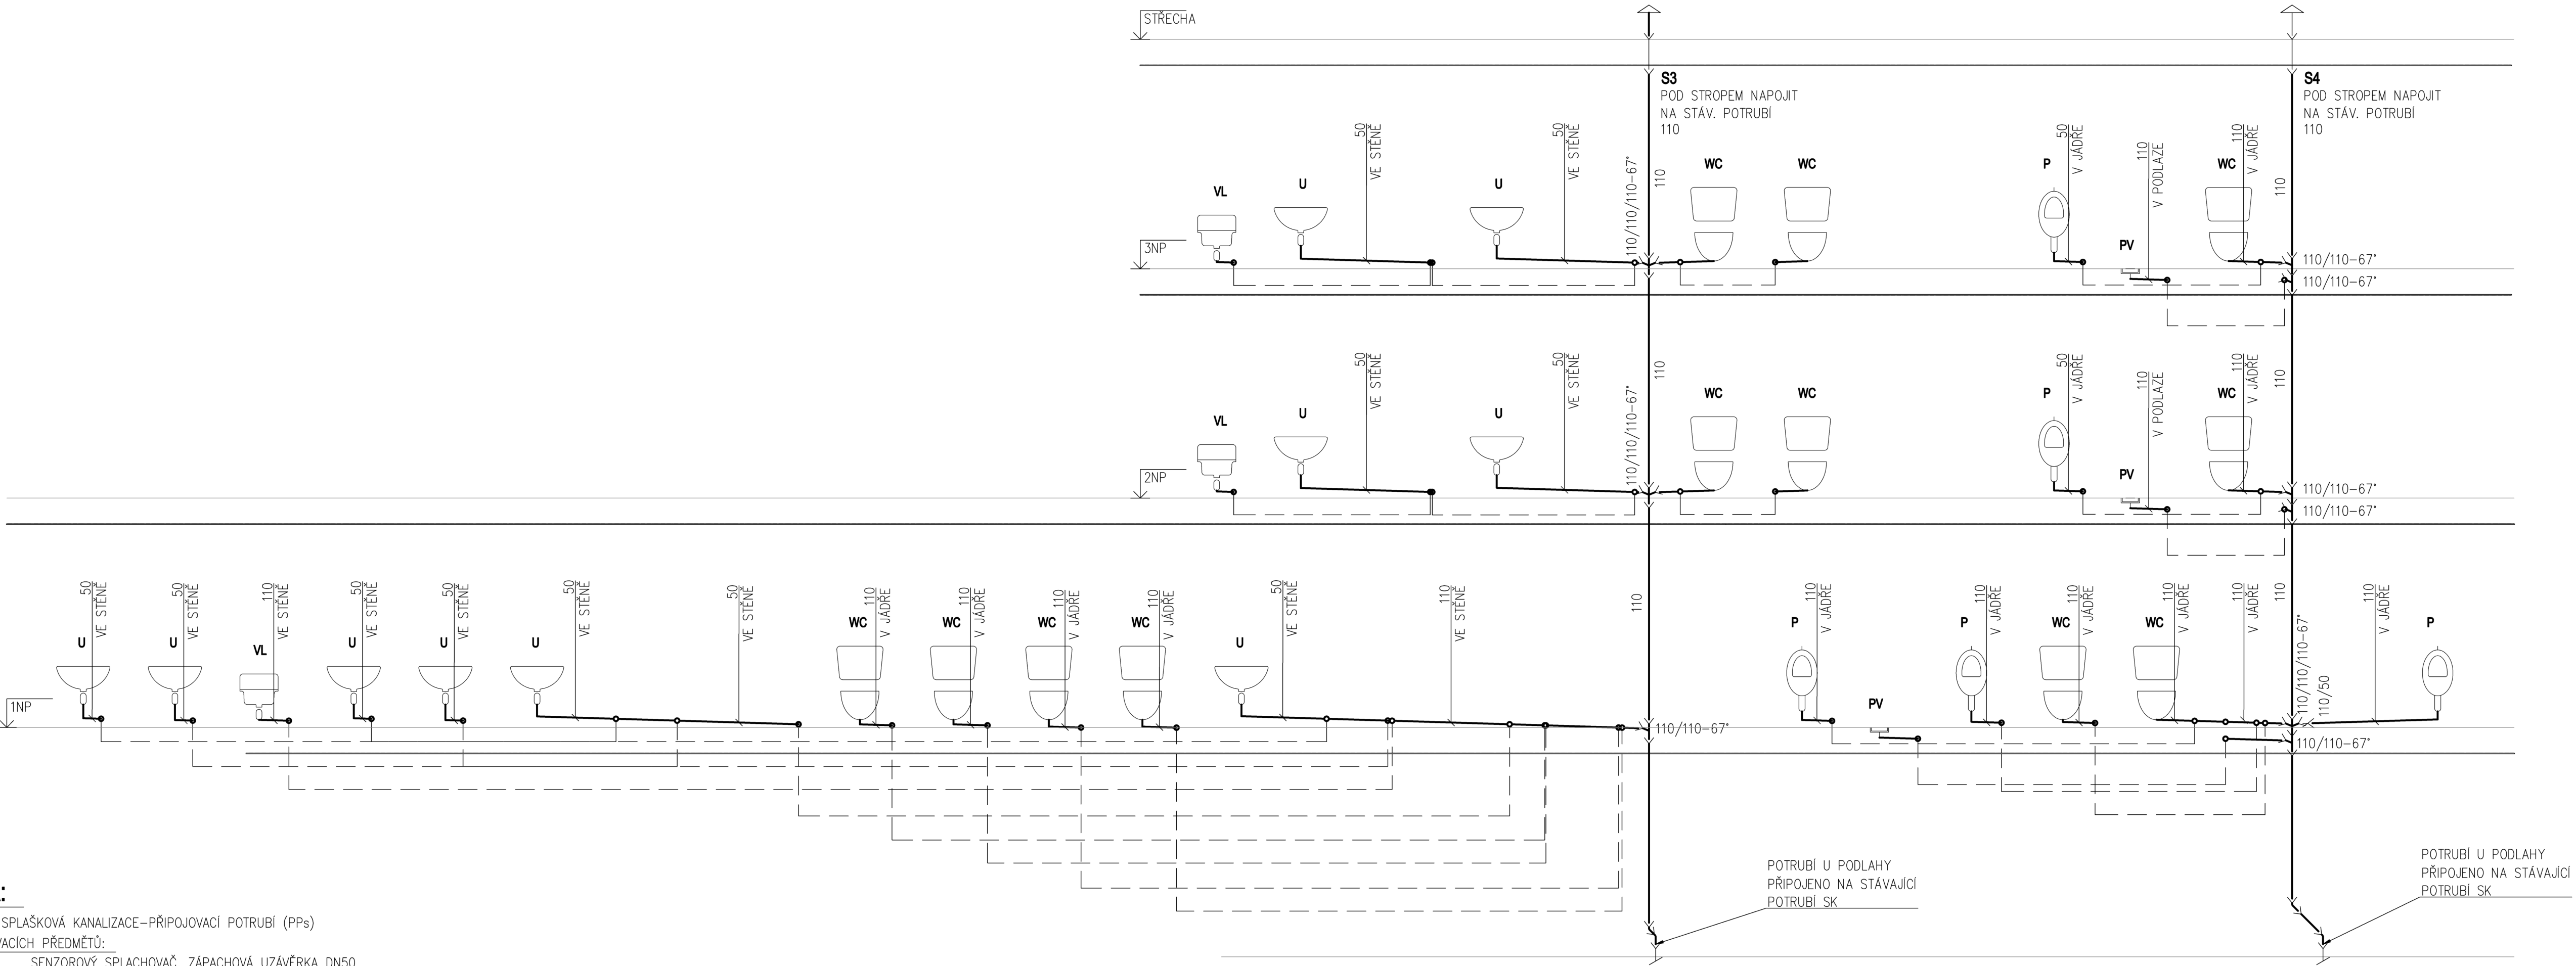 STŘECHA
S3
POD STROPEM NAPOJIT
NA STÁV. POTRUBÍ
110
S4
POD STROPEM NAPOJIT
NA STÁV. POTRUBÍ
110
VL
U
50
VE STĚNĚ
U
50
VE STĚNĚ
110/110/110-67°
110
WC
WC
P
50
V JÁDŘE
PV
110
V PODLAZE
WC
110
V JÁDŘE
110
3NP
110/110-67°
110/110-67°
VL
U
50
VE STĚNĚ
U
50
VE STĚNĚ
110/110/110-67°
110
WC
WC
P
50
V JÁDŘE
PV
110
V PODLAZE
WC
110
V JÁDŘE
110
2NP
110/110-67°
110/110-67°
U
50
VE STĚNĚ
U
50
VE STĚNĚ
VL
110
VE STĚNĚ
U
50
VE STĚNĚ
U
50
VE STĚNĚ
U
50
VE STĚNĚ
50
VE STĚNĚ
WC
110
V JÁDŘE
WC
110
V JÁDŘE
WC
110
V JÁDŘE
WC
110
V JÁDŘE
U
50
VE STĚNĚ
110
VE STĚNĚ
110
P
110
V JÁDŘE
PV
P
110
V JÁDŘE
WC
110
V JÁDŘE
WC
110
V JÁDŘE
110
V JÁDŘE
110
110/110/110-67°
110/50
110
V JÁDŘE
P
1NP
110/110-67°
110/110-67°
POTRUBÍ U PODLAHY
PŘIPOJENO NA STÁVAJÍCÍ
POTRUBÍ SK
POTRUBÍ U PODLAHY
PŘIPOJENO NA STÁVAJÍCÍ
POTRUBÍ SK
:
SPLAŠKOVÁ KANALIZACE-PŘIPOJOVACÍ POTRUBÍ (PPs)
VACÍCH PŘEDMĚTŮ:
SENZOROVÝ SPLACHOVAČ, ZÁPACHOVÁ UZÁVĚRKA DN50